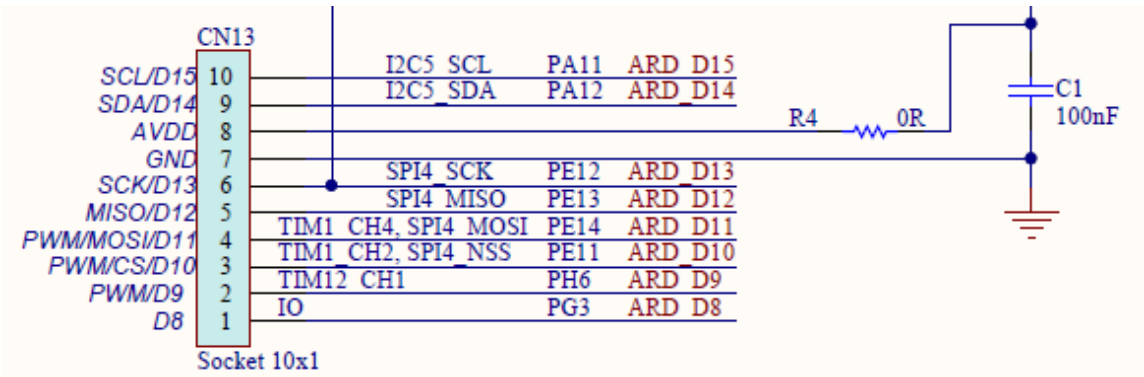 CN13
SCL/D15 10 I2C5_SCL PA11 ARD_D15
SDA/D14 9 I2C5_SDA PA12 ARD_D14
C1
100nF
AVDD 8 R4 0R
GND 7
SCK/D13 6 SPI4_SCK PE12 ARD_D13
MISO/D12 5 SPI4_MISO PE13 ARD_D12
PWM/MOSI/D11 4 TIM1_CH4, SPI4_MOSI PE14 ARD_D11
PWM/CS/D10 3 TIM1_CH2, SPI4_NSS PE11 ARD_D10
PWM/D9 2 TIM12_CH1 PH6 ARD_D9
D8 1 IO PG3 ARD_D8
Socket 10x1